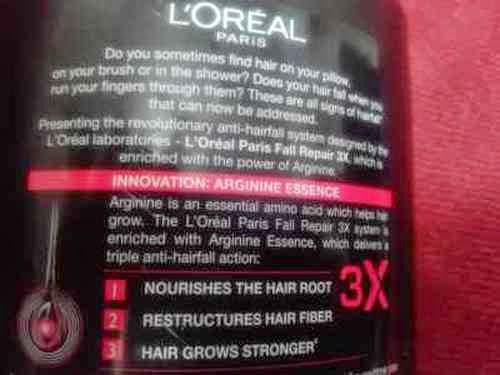 L'ORÉAL
PARIS
Do you sometimes find hair on your pillow,
on your brush or in the shower? Does your hair fall when you
run your fingers through them? These are all signs of hairfall
that can now be addressed.
Presenting the revolutionary anti-hairfall system designed by the
L'Oréal laboratories - L'Oréal Paris Fall Repair 3X, which is
enriched with the power of Arginine.
INNOVATION: ARGININE ESSENCE
Arginine is an essential amino acid which helps hair
grow. The L'Oréal Paris Fall Repair 3X system is
enriched with Arginine Essence, which delivers a
triple anti-hairfall action:
1 NOURISHES THE HAIR ROOT 3X
2 RESTRUCTURES HAIR FIBER
3 HAIR GROWS STRONGER